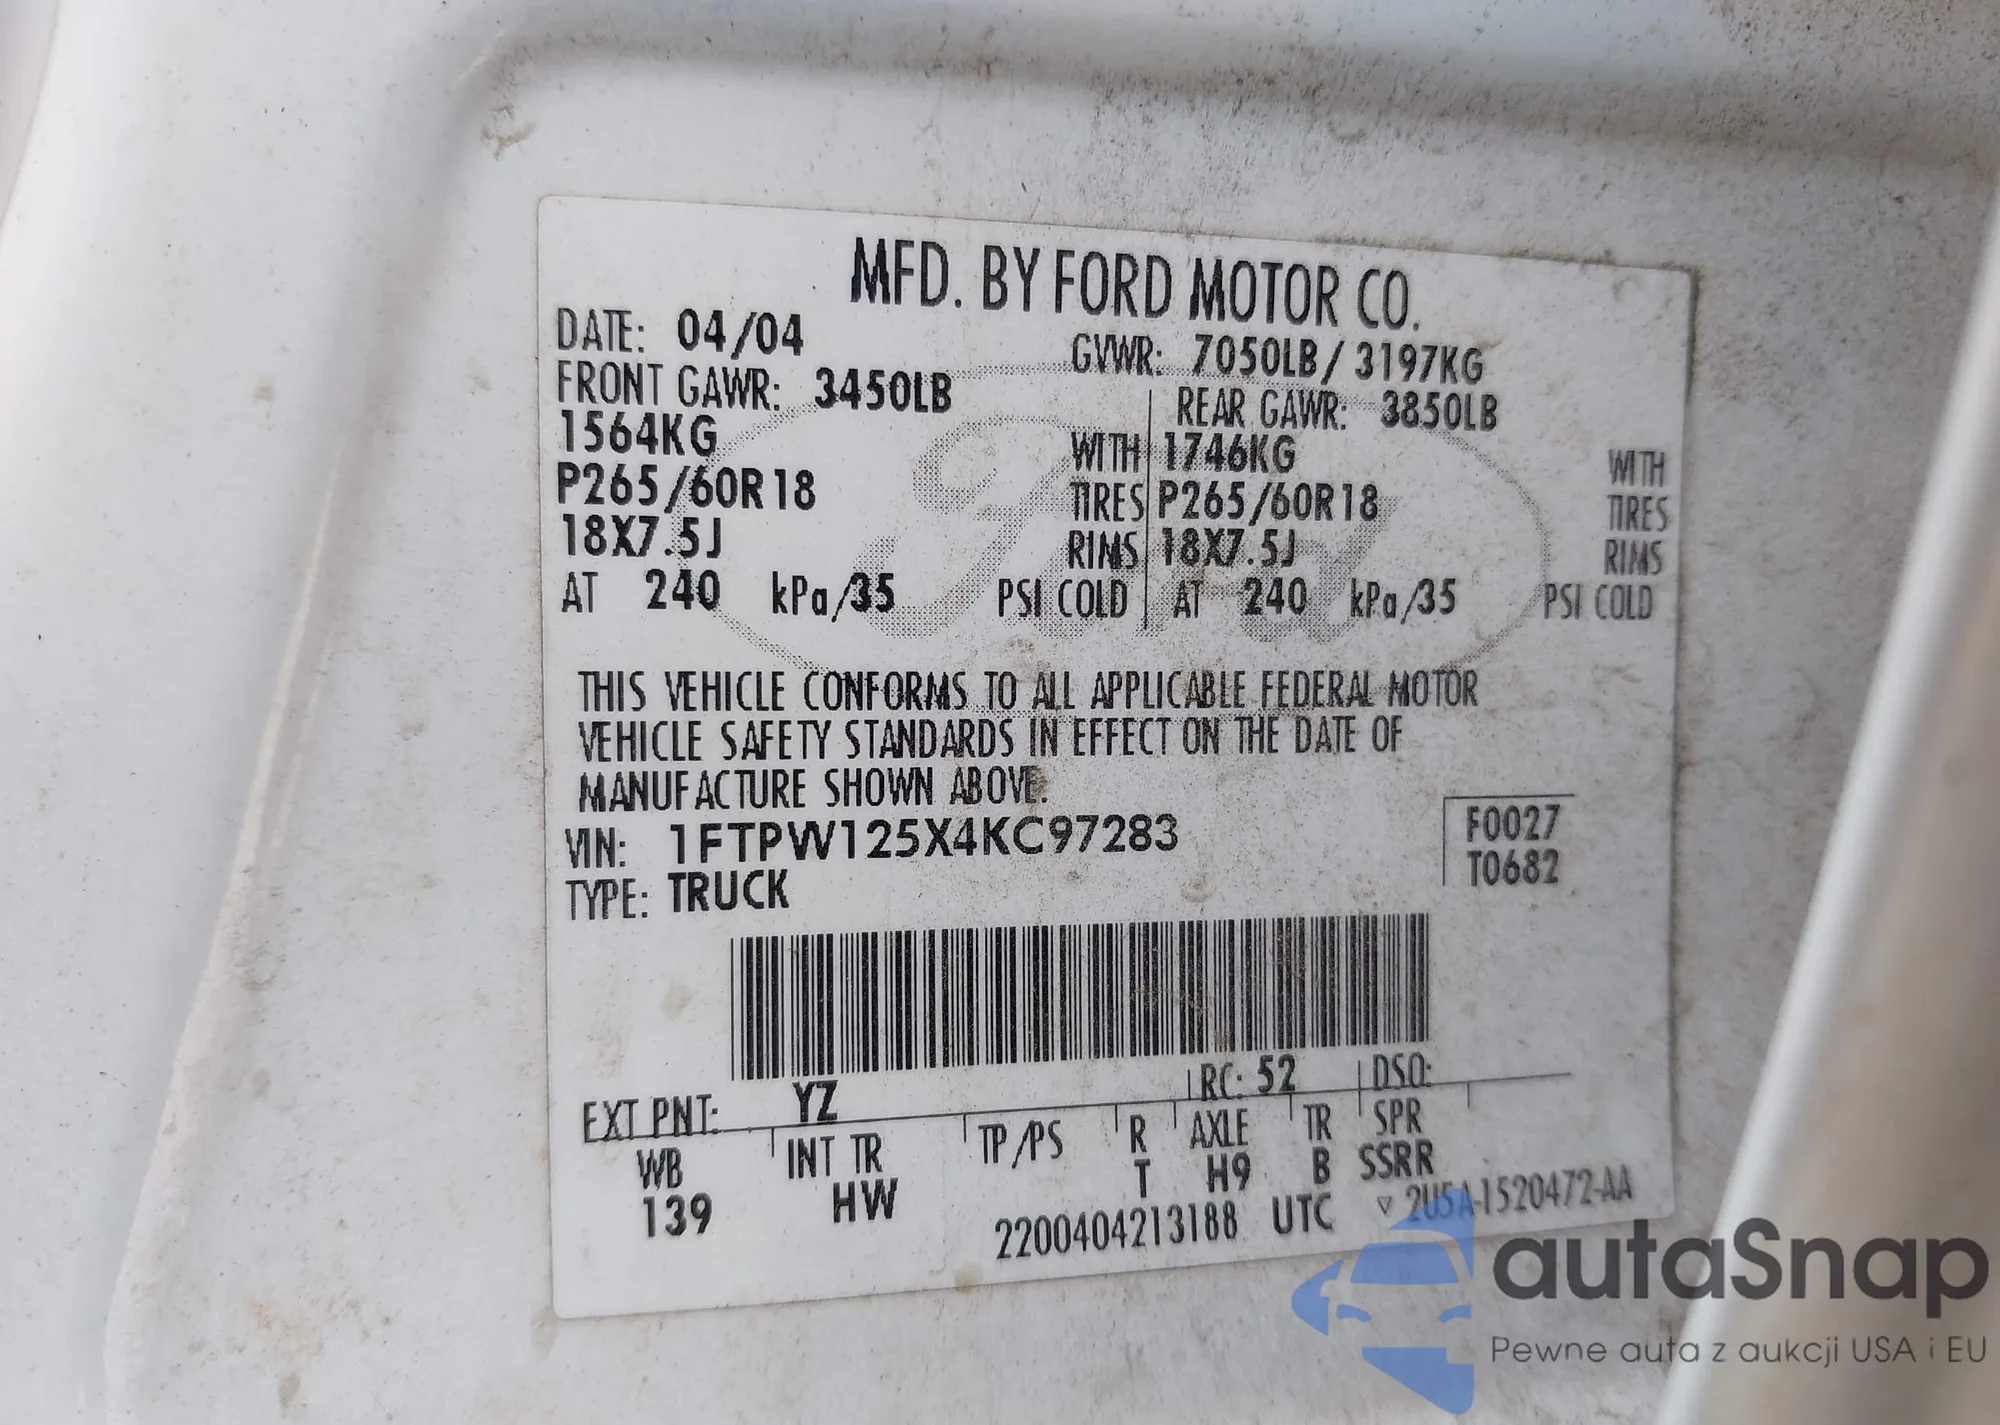 MFD. BY FORD MOTOR CO.
DATE: 04/04
GVWR: 7050LB / 3197KG
FRONT GAWR: 3450LB
REAR GAWR: 3850LB
1564KG WITH 1746KG WITH
P265/60R18 TIRES P265/60R18 TIRES
18X7.5J RIMS 18X7.5J RIMS
AT 240 kPa/35 PSI COLD AT 240 kPa/35 PSI COLD
Ford
THIS VEHICLE CONFORMS TO ALL APPLICABLE FEDERAL MOTOR
VEHICLE SAFETY STANDARDS IN EFFECT ON THE DATE OF
MANUFACTURE SHOWN ABOVE.
VIN: 1FTPW125X4KC97283
F0027
TYPE: TRUCK
T0682
EXT PNT: YZ RC: 52 DSO:
WB INT TR TP/PS R AXLE TR SPR
139 HW T H9 B SSRR
2200404213188 UTC ▽ 2U5A-1520472-AA
autaSnap
Pewne auta z aukcji USA i EU